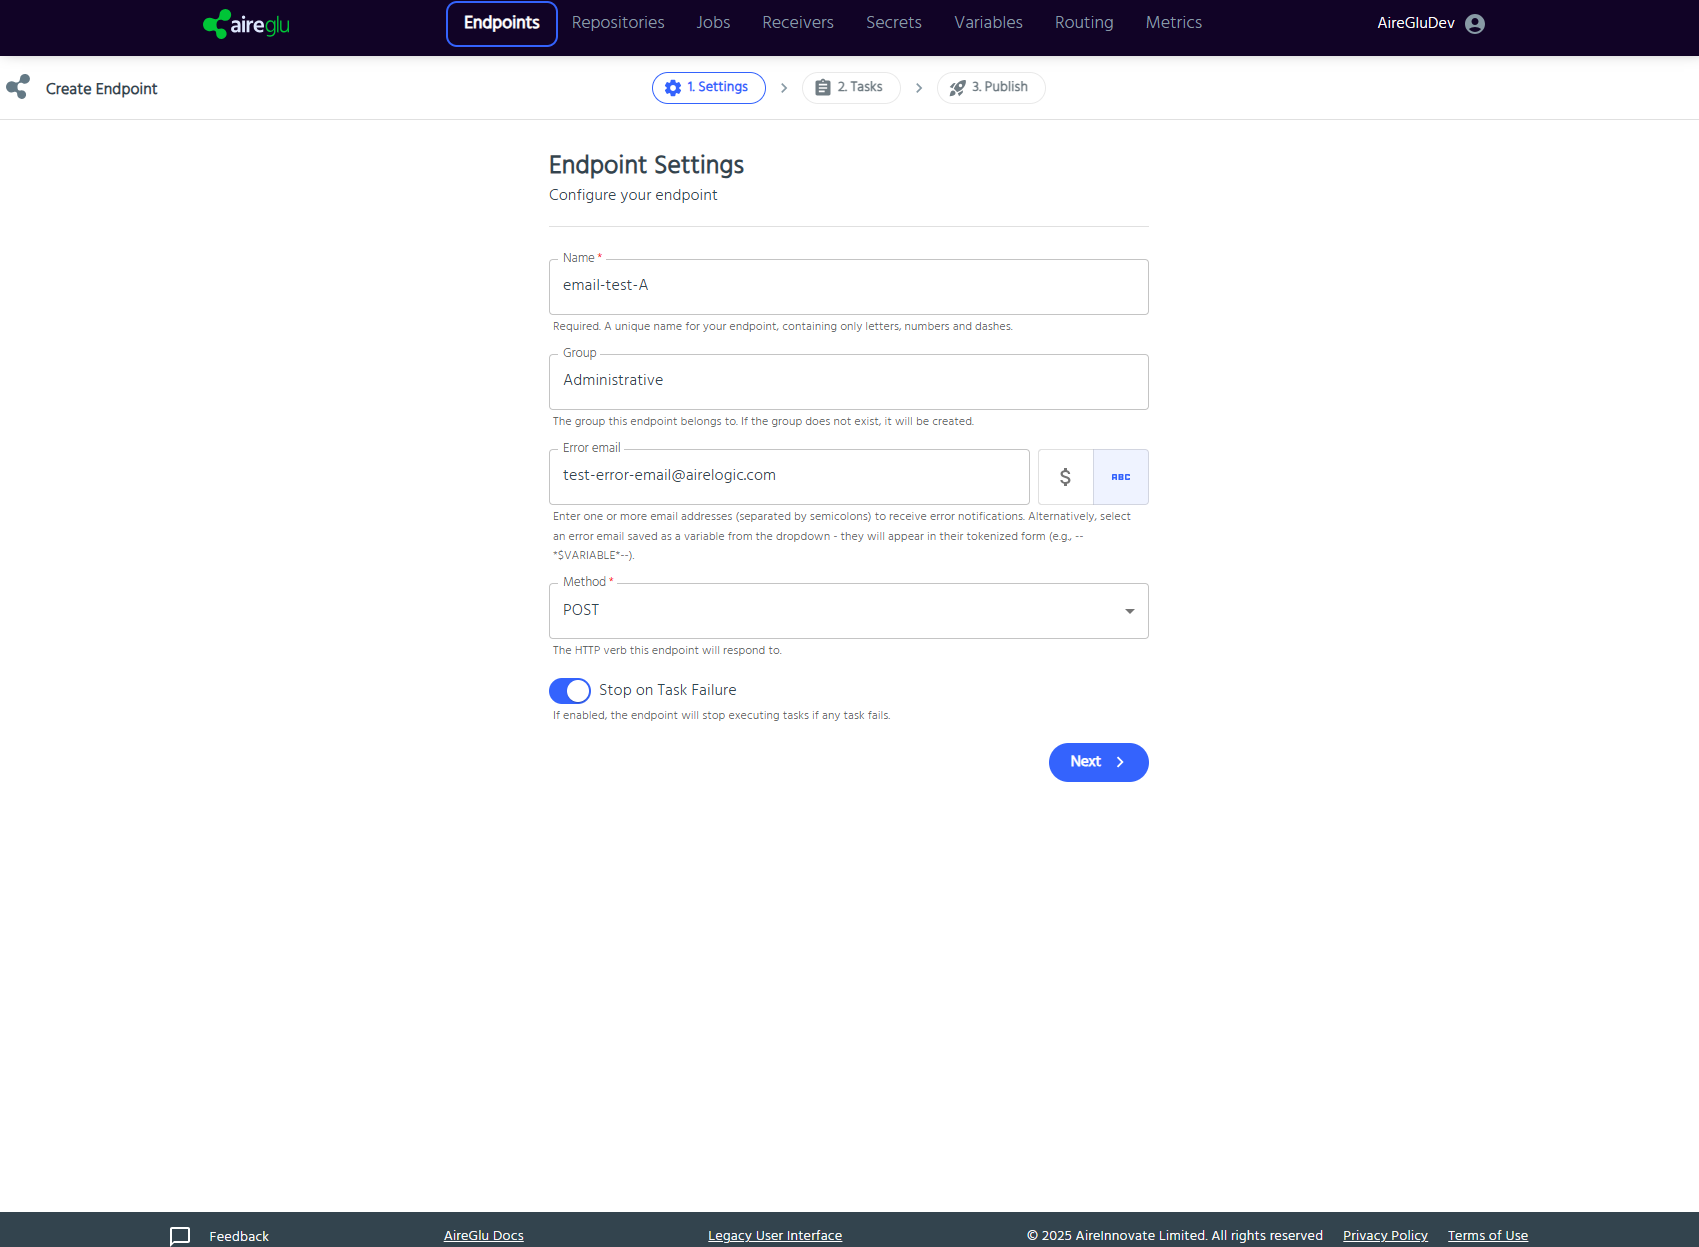 aireglu
Endpoints Repositories Jobs Receivers Secrets Variables Routing Metrics
AireGluDev
Create Endpoint
1. Settings
2. Tasks
3. Publish
Endpoint Settings
Configure your endpoint
Name *
email-test-A
Required. A unique name for your endpoint, containing only letters, numbers and dashes.
Group
Administrative
The group this endpoint belongs to. If the group does not exist, it will be created.
Error email
test-error-email@airelogic.com
$
ABC
Enter one or more email addresses (separated by semicolons) to receive error notifications. Alternatively, select
an error email saved as a variable from the dropdown - they will appear in their tokenized form (e.g., --
*$VARIABLE*--).
Method *
POST
The HTTP verb this endpoint will respond to.
Stop on Task Failure
If enabled, the endpoint will stop executing tasks if any task fails.
Next
Feedback
AireGlu Docs
Legacy User Interface
© 2025 AireInnovate Limited. All rights reserved
Privacy Policy
Terms of Use